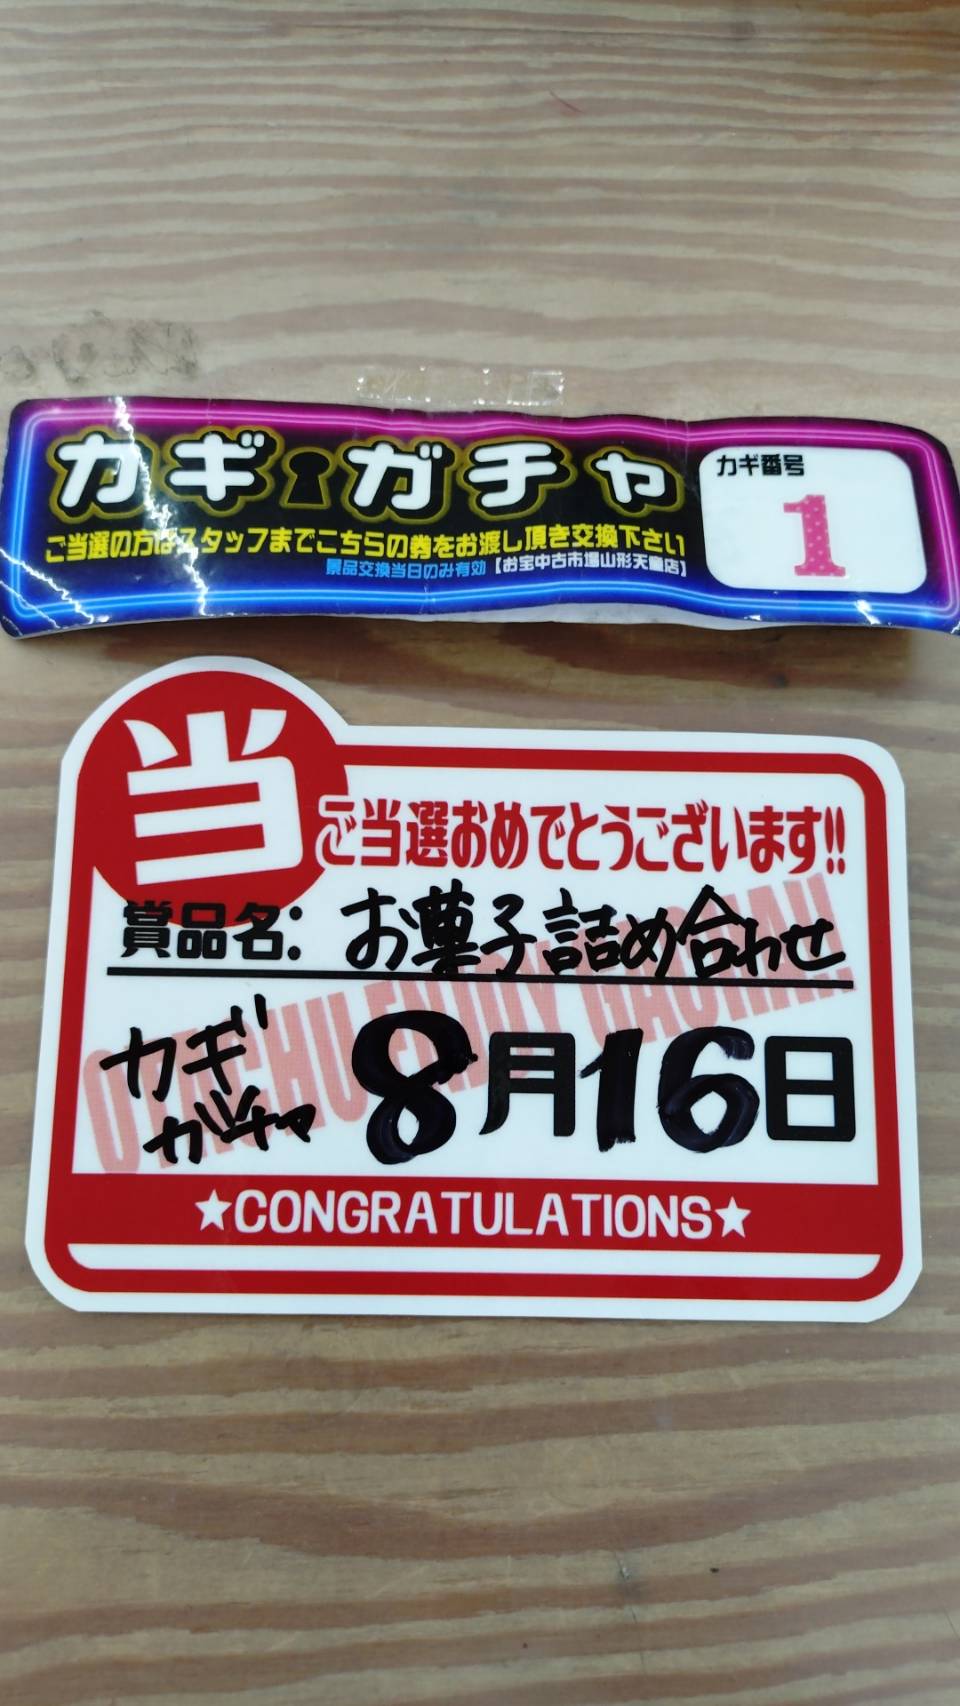 カギガチャ
カギ番号
1
ご当選の方はスタッフまでこちらの券をお渡し頂き交換下さい
景品交換当日のみ有効【お宝中古市場山形天童店】
当
ご当選おめでとうございます!!
賞品名：お菓子詰め合わせ
カギ
ガチャ
8月16日
★CONGRATULATIONS★